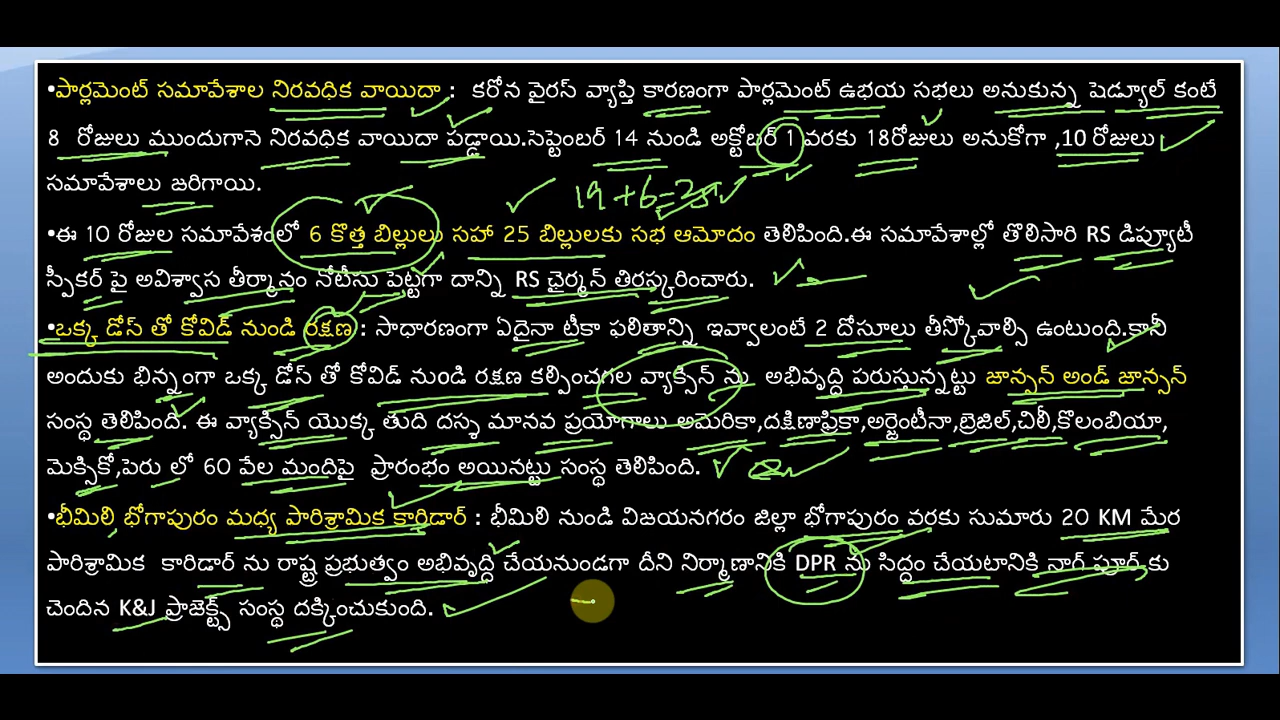 •పార్లమెంట్ సమావేశాల నిరవధిక వాయిదా : కరోన వైరస్ వ్యాప్తి కారణంగా పార్లమెంట్ ఉభయ సభలు అనుకున్న షెడ్యూల్ కంటే
8 రోజులు ముందుగానె నిరవధిక వాయిదా పడ్డాయి.సెప్టెంబర్ 14 నుండి అక్టోబర్ 1 వరకు 18రోజులు అనుకోగా ,10 రోజులు
సమావేశాలు జరిగాయి.
19 + 6 = 25
•ఈ 10 రోజుల సమావేశంలో 6 కొత్త బిల్లులు సహా 25 బిల్లులకు సభ ఆమోదం తెలిపింది.ఈ సమావేశాల్లో తొలిసారి RS డిప్యూటీ
స్పీకర్ పై అవిశ్వాస తీర్మానం నోటీసు పెట్టగా దాన్ని RS ఛైర్మన్ తిరస్కరించారు.
•ఒక్క డోస్ తో కోవిడ్ నుండి రక్షణ : సాధారణంగా ఏదైనా టీకా ఫలితాన్ని ఇవ్వాలంటే 2 దోసూలు తీస్కోవాల్సి ఉంటుంది.కానీ
అందుకు భిన్నంగా ఒక్క డోస్ తో కోవిడ్ నుండి రక్షణ కల్పించగల వ్యాక్సిన్ ను అభివృద్ధి పరుస్తున్నట్టు జాన్సన్ అండ్ జాన్సన్
సంస్థ తెలిపింది. ఈ వ్యాక్సిన్ యొక్క తుది దస్శ మానవ ప్రయోగాలు అమెరికా,దక్షిణాఫ్రికా,అర్జెంటీనా,బ్రెజిల్,చిలీ,కొలంబియా,
మెక్సికో,పెరు లో 60 వేల మందిపై ప్రారంభం అయినట్టు సంస్థ తెలిపింది.
•భీమిలి భోగాపురం మధ్య పారిశ్రామిక కారిడార్ : భీమిలి నుండి విజయనగరం జిల్లా భోగాపురం వరకు సుమారు 20 KM మేర
పారిశ్రామిక కారిడార్ ను రాష్ట్ర ప్రభుత్వం అభివృద్ధి చేయనుండగా దీని నిర్మాణానికి DPR ను సిద్ధం చేయటానికి నాగ్ పూర్ కు
చెందిన K&J ప్రాజెక్ట్స్ సంస్థ దక్కించుకుంది.